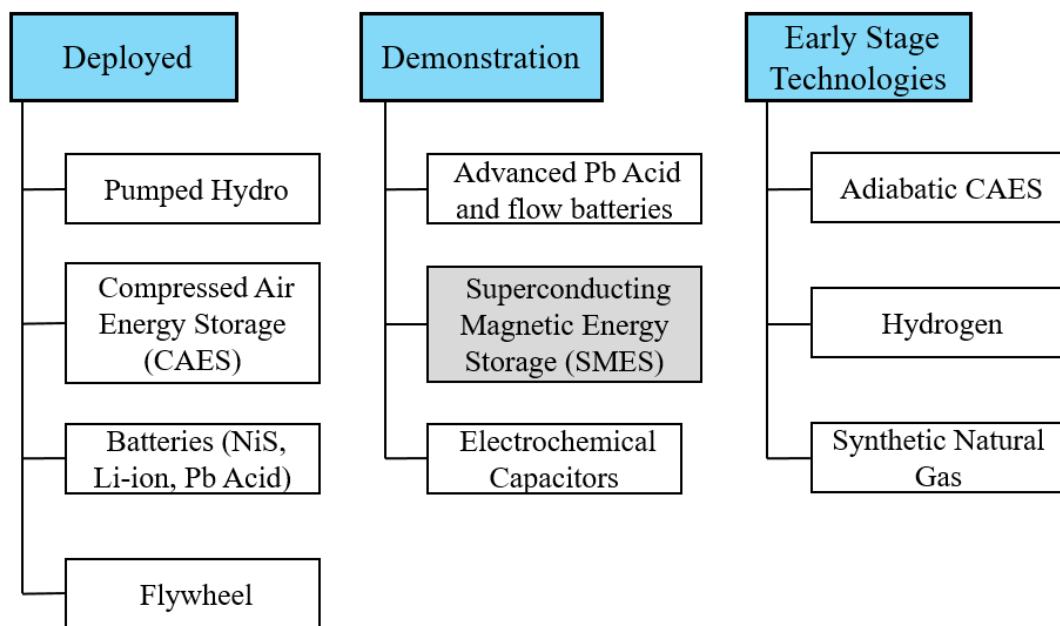 Deployed
Pumped Hydro
Compressed Air
Energy Storage
(CAES)
Batteries (NiS,
Li-ion, Pb Acid)
Flywheel
Demonstration
Advanced Pb Acid
and flow batteries
Superconducting
Magnetic Energy
Storage (SMES)
Electrochemical
Capacitors
Early Stage
Technologies
Adiabatic CAES
Hydrogen
Synthetic Natural
Gas